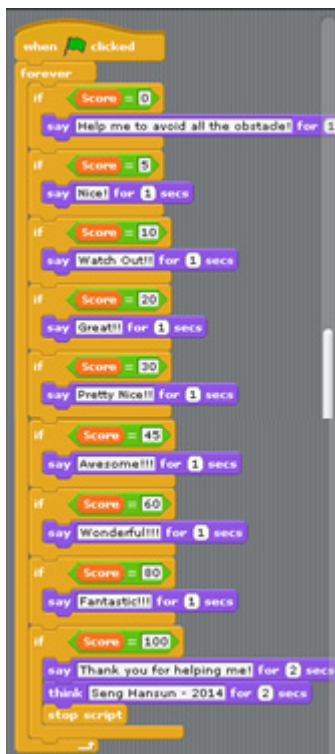 when clicked
forever
if Score = 0
say Help me to avoid all the obstacle! for 1
if Score = 5
say Nice! for 1 secs
if Score = 10
say Watch Out!! for 1 secs
if Score = 20
say Great!! for 1 secs
if Score = 30
say Pretty Nice!! for 1 secs
if Score = 45
say Awesome!!! for 1 secs
if Score = 60
say Wonderful!!! for 1 secs
if Score = 80
say Fantastic!!! for 1 secs
if Score = 100
say Thank you for helping me! for 2 secs
think Seng Hansun - 2014 for 2 secs
stop script